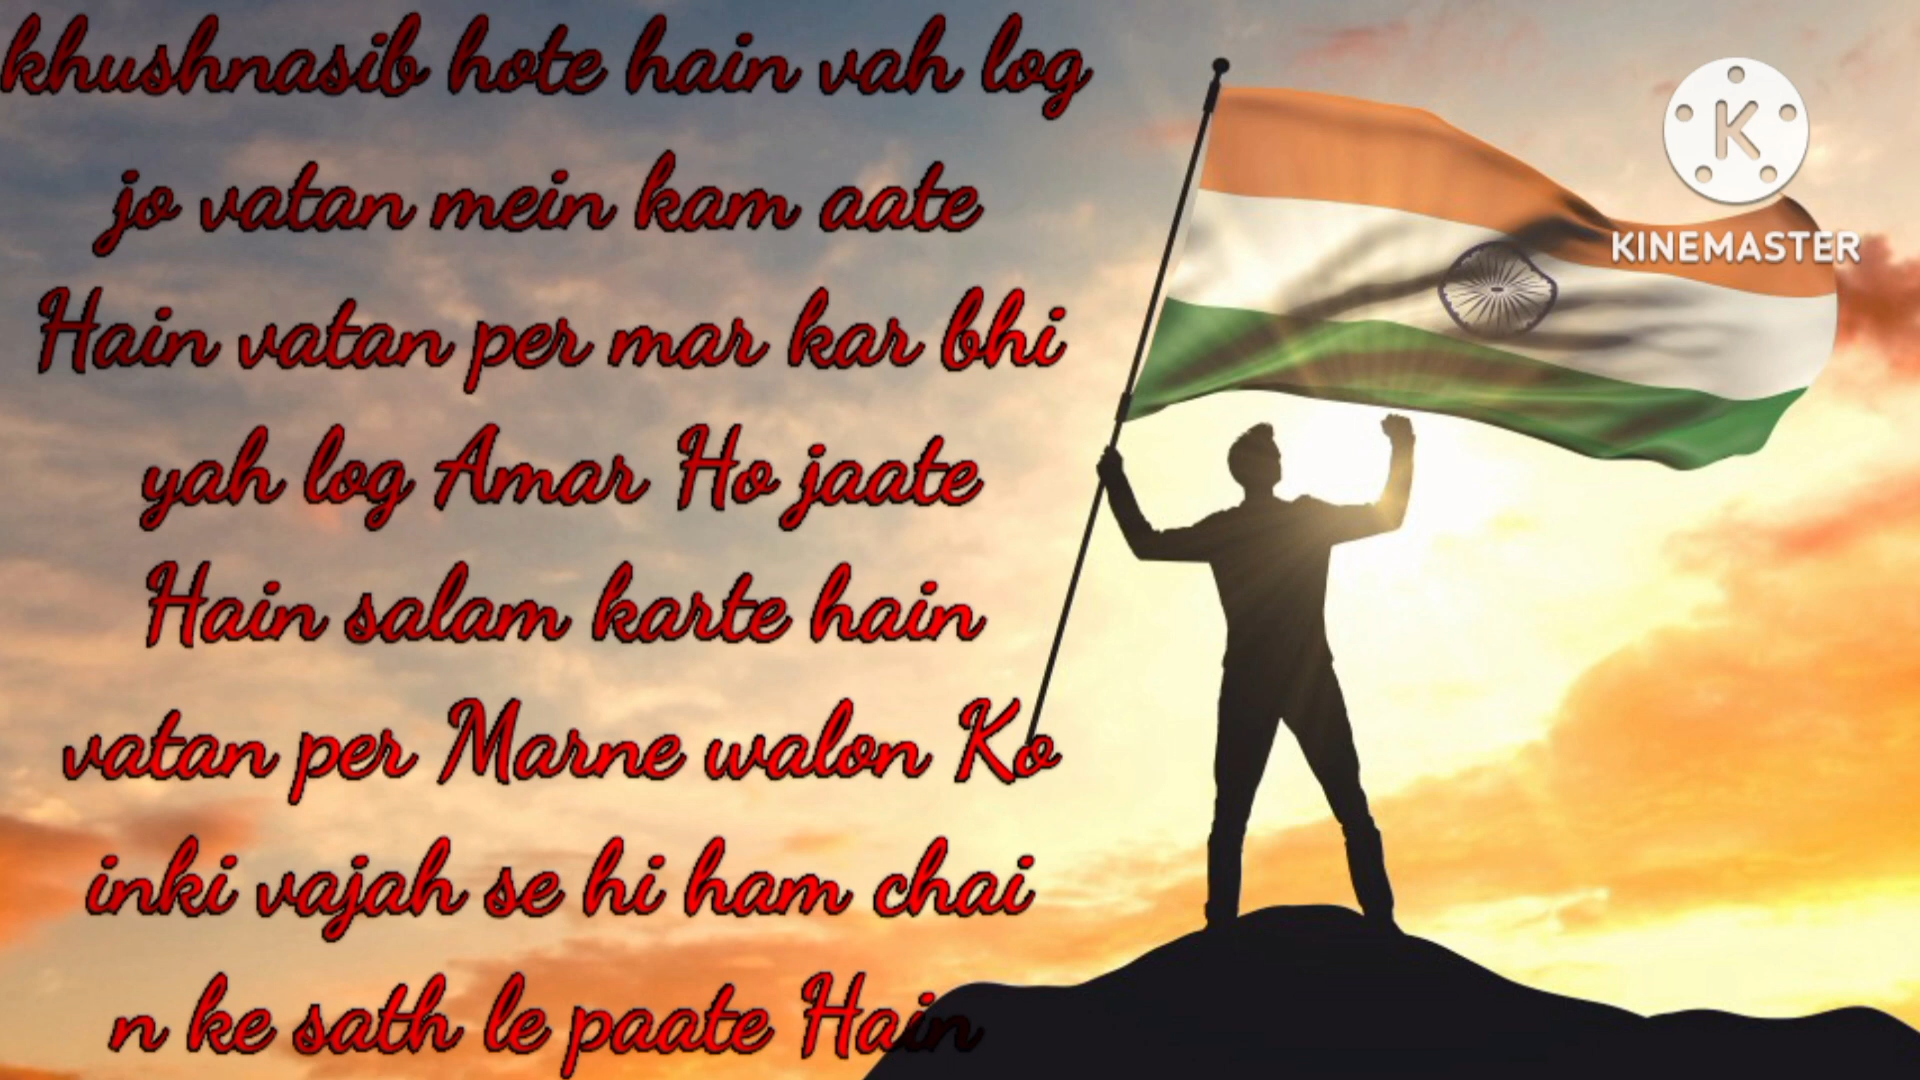 khushnasib hote hain vah log
jo vatan mein kam aate
Hain vatan per mar kar bhi
yah log Amar Ho jaate
Hain salam karte hain
vatan per Marne walon Ko
inki vajah se hi ham chai
n ke sath le paate Hain
K
KINEMASTER